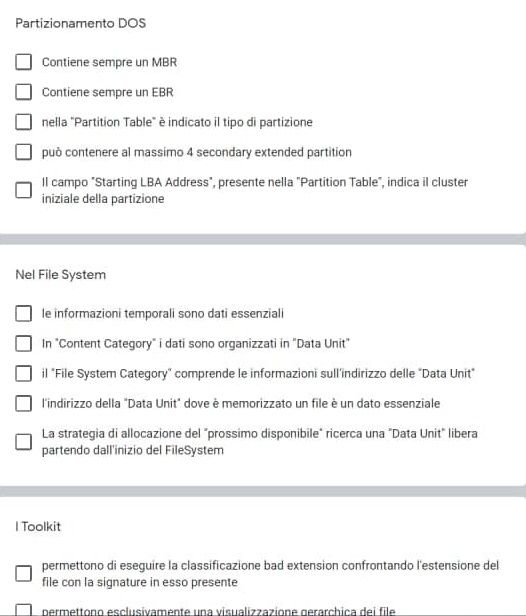 Partizionamento DOS
Contiene sempre un MBR
Contiene sempre un EBR
nella "Partition Table" è indicato il tipo di partizione
può contenere al massimo 4 secondary extended partition
Il campo "Starting LBA Address", presente nella "Partition Table", indica il cluster
iniziale della partizione
Nel File System
le informazioni temporali sono dati essenziali
In "Content Category" i dati sono organizzati in "Data Unit"
il "File System Category" comprende le informazioni sull'indirizzo delle "Data Unit"
l'indirizzo della "Data Unit" dove è memorizzato un file è un dato essenziale
La strategia di allocazione del "prossimo disponibile" ricerca una "Data Unit" libera
partendo dall'inizio del FileSystem
I Toolkit
permettono di eseguire la classificazione bad extension confrontando l'estensione del
file con la signature in esso presente
permettono esclusivamente una visualizzazione gerarchica dei file